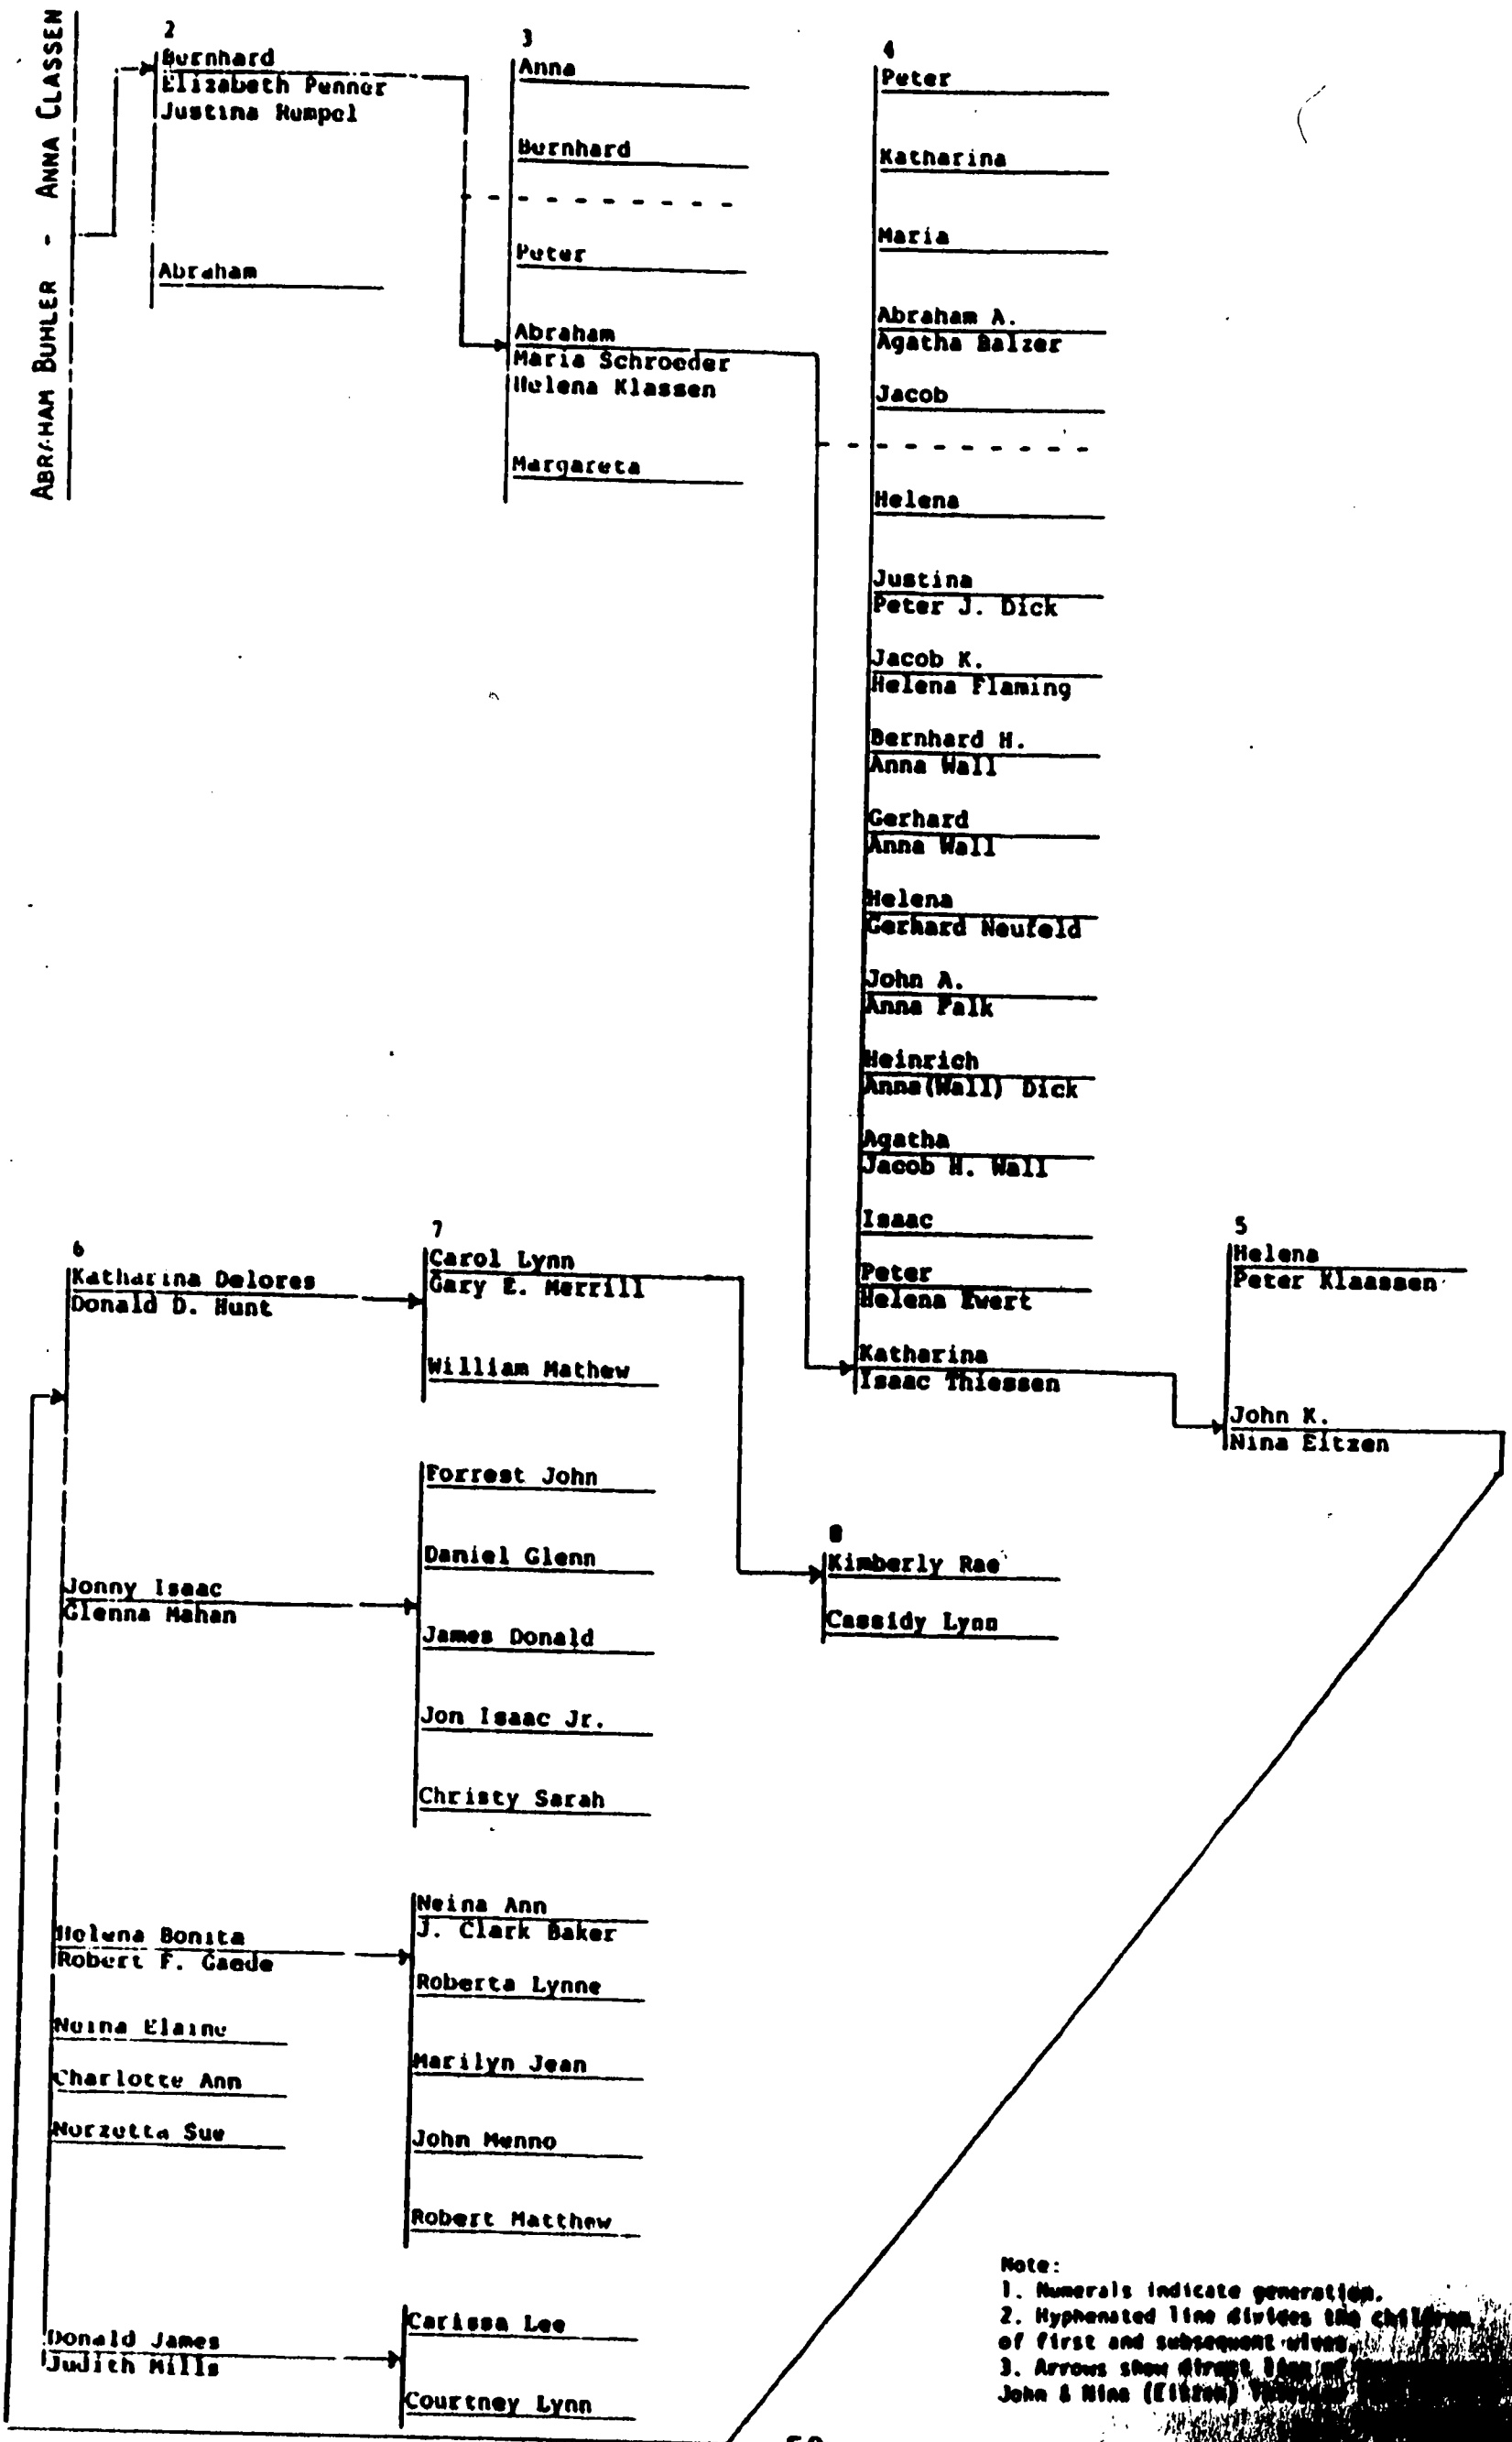 ABRAHAM BUHLER - ANNA CLASSEN
2
Bernhard
Elizabeth Penner
Justina Rempel
Abraham
3
Anna
Bernhard
Peter
Abraham
Maria Schroeder
Helena Klassen
Margareta
4
Peter
Katharina
Maria
Abraham A.
Agatha Balzer
Jacob
Helena
Justina
Peter J. Dick
Jacob K.
Helena Flaming
Bernhard H.
Anna Wall
Gerhard
Anna Wall
Helena
Gerhard Neufeld
John A.
Anna Falk
Heinrich
Anna(Wall) Dick
Agatha
Jacob H. Wall
Isaac
Peter
Helena Ewert
Katharina
Isaac Thiessen
5
Helena
Peter Klaassen
John K.
Nina Eitzen
6
Katharina Delores
Donald D. Hunt
Jonny Isaac
Glenna Mahan
Helena Bonita
Robert F. Gaede
Neina Elaine
Charlotte Ann
Norzetta Sue
Donald James
Judith Mills
7
Carol Lynn
Gary E. Merrill
William Mathew
Forrest John
Daniel Glenn
James Donald
Jon Isaac Jr.
Christy Sarah
Neina Ann
J. Clark Baker
Roberta Lynne
Marilyn Jean
John Menno
Robert Matthew
Carissa Lee
Courtney Lynn
8
Kimberly Rae
Cassidy Lynn
Note:
1. Numerals indicate generation.
2. Hyphenated line divides the children
of first and subsequent wives.
3. Arrows show direct line of
John & Nina (Eitzen)